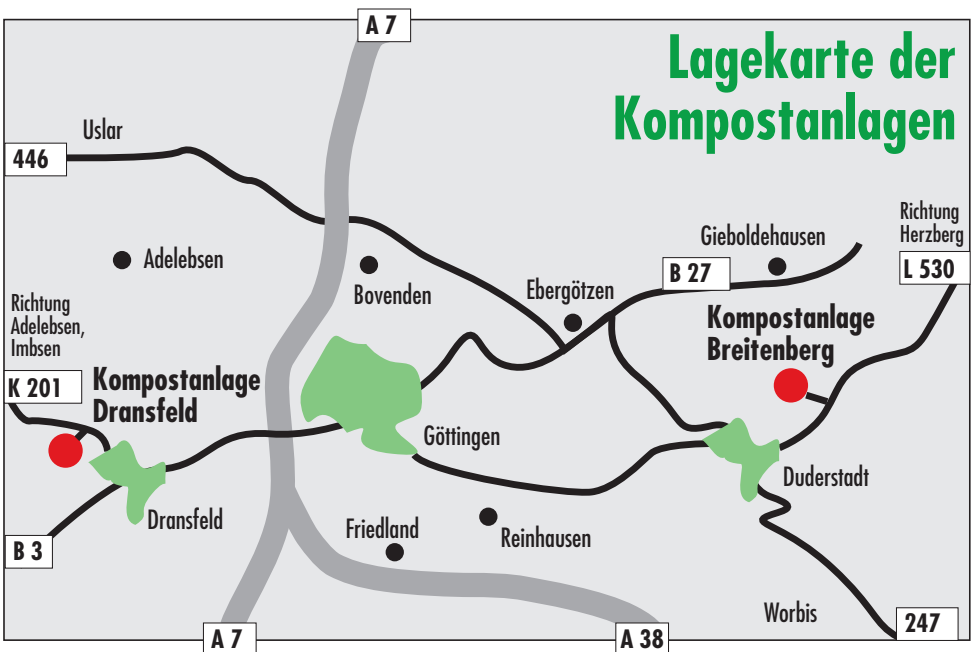 A 7
Lagekarte der
Kompostanlagen
Uslar
446
Adelebsen
Bovenden
Ebergötzen
Gieboldehausen
B 27
Richtung
Herzberg
L 530
Richtung
Adelebsen,
Imbsen
K 201
Kompostanlage
Dransfeld
Kompostanlage
Breitenberg
Göttingen
Duderstadt
Dransfeld
Friedland
Reinhausen
B 3
Worbis
247
A 7
A 38